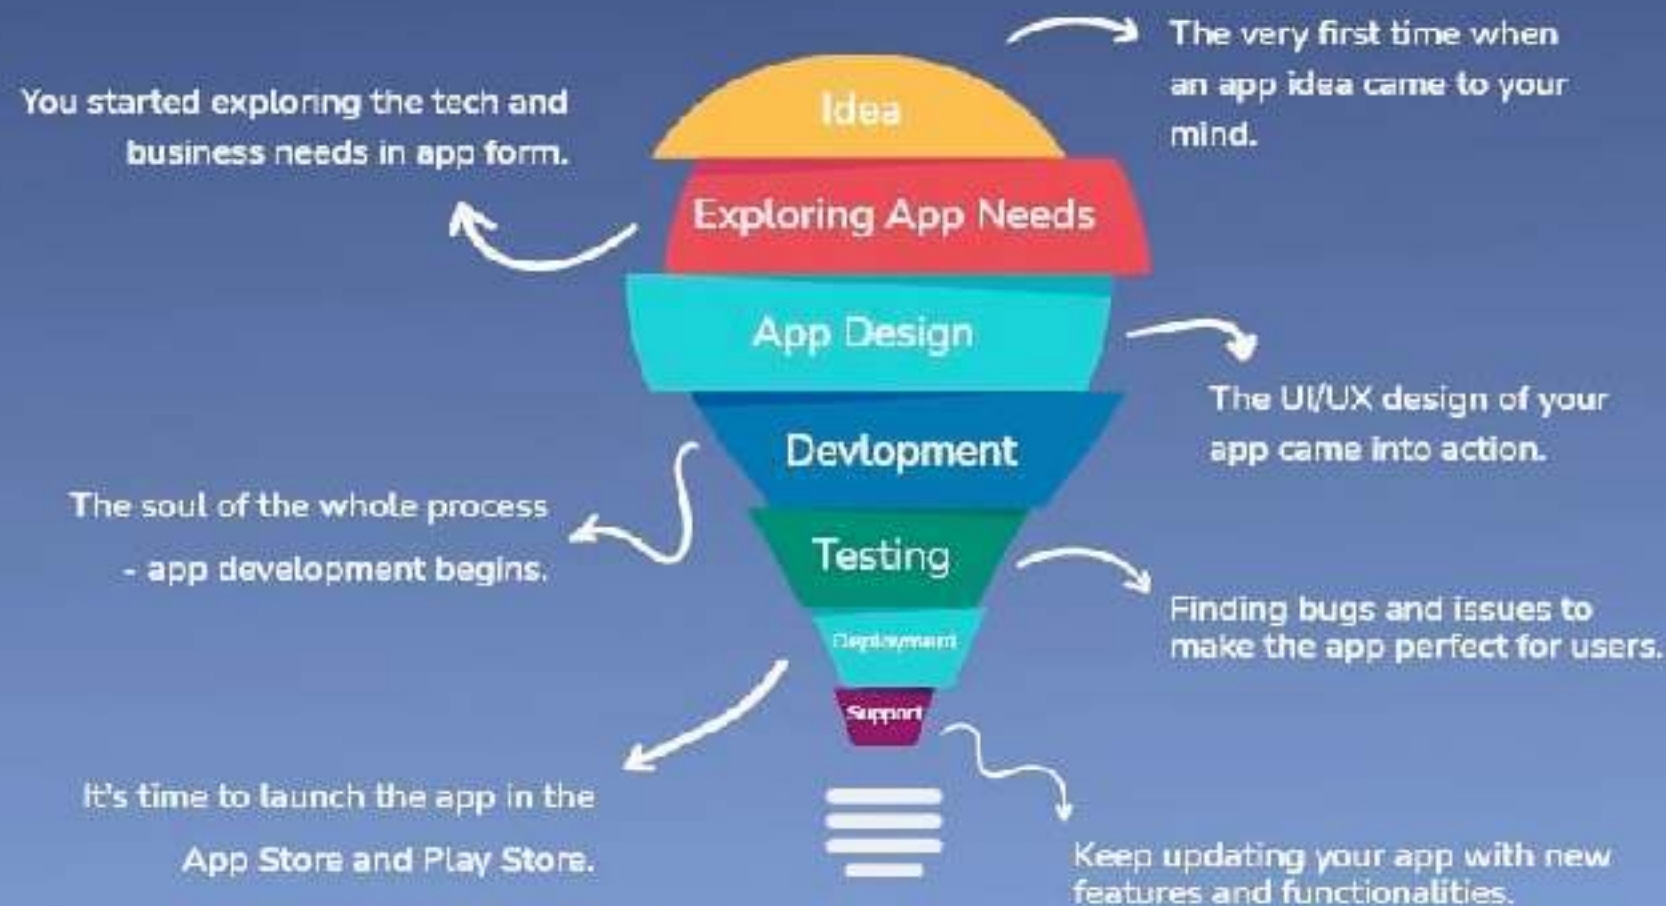 Idea
The very first time when
an app idea came to your
mind.
You started exploring the tech and
business needs in app form.
Exploring App Needs
App Design
The UI/UX design of your
app came into action.
Devlopment
The soul of the whole process
- app development begins.
Testing
Finding bugs and issues to
make the app perfect for users.
Deployment
It's time to launch the app in the
App Store and Play Store.
Support
Keep updating your app with new
features and functionalities.